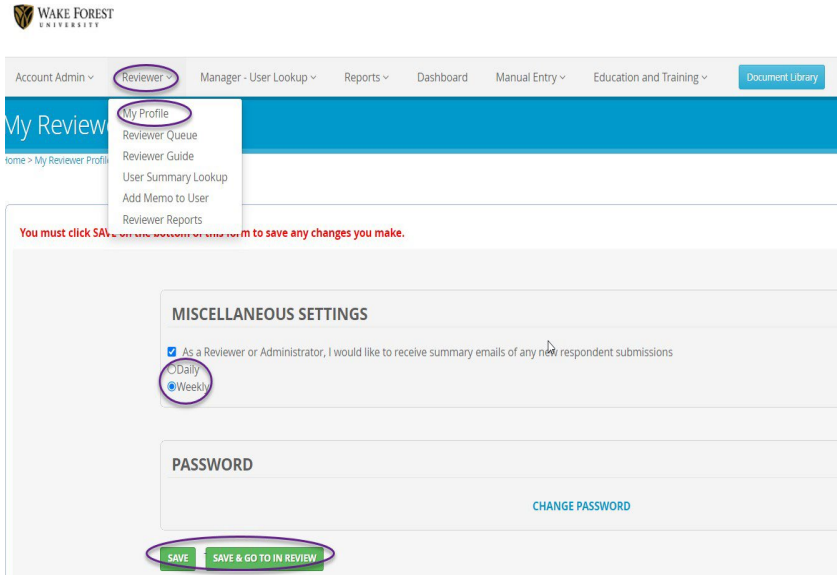 WAKE FOREST
UNIVERSITY
Account Admin Reviewer Manager - User Lookup Reports Dashboard Manual Entry Education and Training Document Library
My Profile
My Review
Reviewer Queue
Home > My Reviewer Profil
Reviewer Guide
User Summary Lookup
Add Memo to User
Reviewer Reports
You must click SAVE on the bottom of this form to save any changes you make.
MISCELLANEOUS SETTINGS
As a Reviewer or Administrator, I would like to receive summary emails of any new respondent submissions
Daily
Weekly
PASSWORD
CHANGE PASSWORD
SAVE SAVE & GO TO IN REVIEW